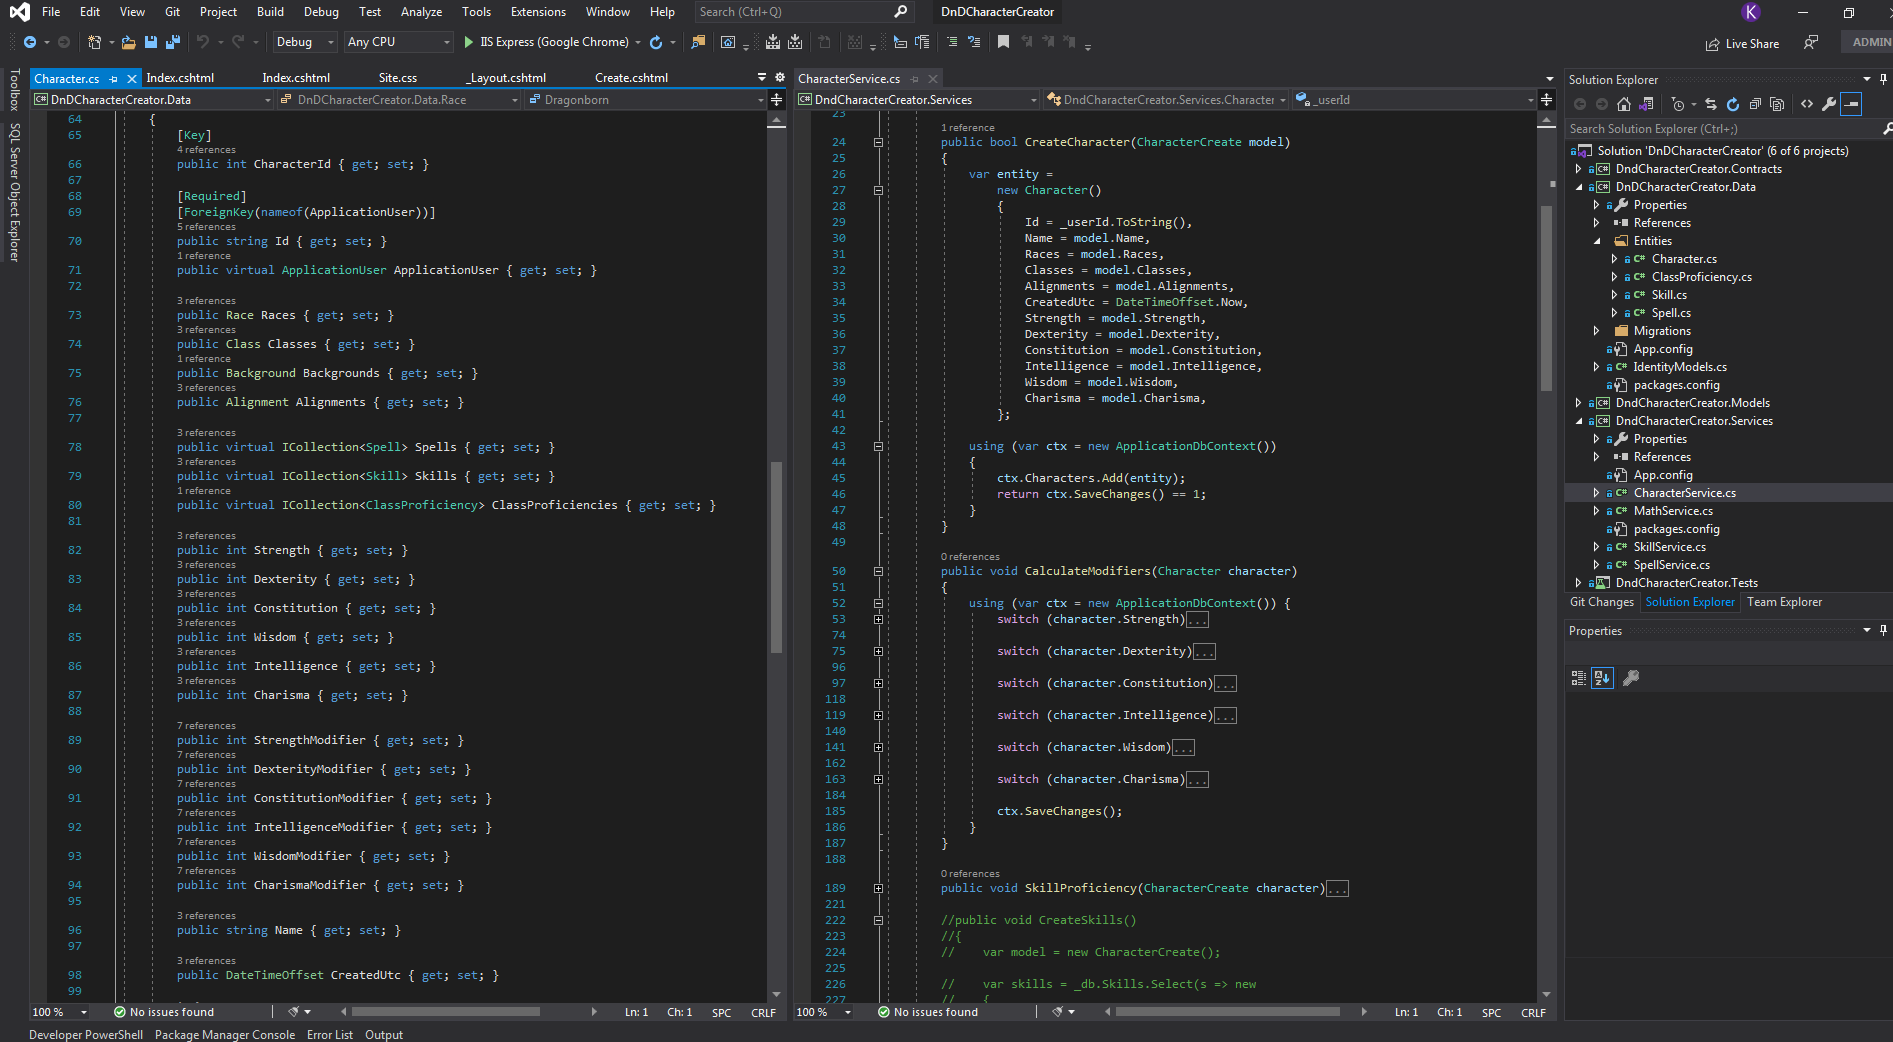 File Edit View Git Project Build Debug Test Analyze Tools Extensions Window Help Search (Ctrl+Q) DnDCharacterCreator K
Debug Any CPU IIS Express (Google Chrome) Live Share ADMIN
Toolbox
SQL Server Object Explorer
Character.cs Index.cshtml Index.cshtml Site.css _Layout.cshtml Create.cshtml
DnDCharacterCreator.Data DnDCharacterCreator.Data.Race Dragonborn
64 {
65 [Key]
4 references
66 public int CharacterId { get; set; }
67
68 [Required]
69 [ForeignKey(nameof(ApplicationUser))]
5 references
70 public string Id { get; set; }
1 reference
71 public virtual ApplicationUser ApplicationUser { get; set; }
72
3 references
73 public Race Races { get; set; }
3 references
74 public Class Classes { get; set; }
1 reference
75 public Background Backgrounds { get; set; }
3 references
76 public Alignment Alignments { get; set; }
77
3 references
78 public virtual ICollection<Spell> Spells { get; set; }
3 references
79 public virtual ICollection<Skill> Skills { get; set; }
1 reference
80 public virtual ICollection<ClassProficiency> ClassProficiencies { get; set; }
81
3 references
82 public int Strength { get; set; }
3 references
83 public int Dexterity { get; set; }
3 references
84 public int Constitution { get; set; }
3 references
85 public int Wisdom { get; set; }
3 references
86 public int Intelligence { get; set; }
3 references
87 public int Charisma { get; set; }
88
7 references
89 public int StrengthModifier { get; set; }
7 references
90 public int DexterityModifier { get; set; }
7 references
91 public int ConstitutionModifier { get; set; }
7 references
92 public int IntelligenceModifier { get; set; }
7 references
93 public int WisdomModifier { get; set; }
7 references
94 public int CharismaModifier { get; set; }
95
3 references
96 public string Name { get; set; }
97
3 references
98 public DateTimeOffset CreatedUtc { get; set; }
99
100 % No issues found Ln: 1 Ch: 1 SPC CRLF
CharacterService.cs
DndCharacterCreator.Services DndCharacterCreator.Services.Character _userId
23
1 reference
24 public bool CreateCharacter(CharacterCreate model)
25 {
26 var entity =
27 new Character()
28 {
29 Id = _userId.ToString(),
30 Name = model.Name,
31 Races = model.Races,
32 Classes = model.Classes,
33 Alignments = model.Alignments,
34 CreatedUtc = DateTimeOffset.Now,
35 Strength = model.Strength,
36 Dexterity = model.Dexterity,
37 Constitution = model.Constitution,
38 Intelligence = model.Intelligence,
39 Wisdom = model.Wisdom,
40 Charisma = model.Charisma,
41 };
42
43 using (var ctx = new ApplicationDbContext())
44 {
45 ctx.Characters.Add(entity);
46 return ctx.SaveChanges() == 1;
47 }
48 }
49
0 references
50 public void CalculateModifiers(Character character)
51 {
52 using (var ctx = new ApplicationDbContext()) {
53 switch (character.Strength)...
74
75 switch (character.Dexterity)...
96
97 switch (character.Constitution)...
118
119 switch (character.Intelligence)...
140
141 switch (character.Wisdom)...
162
163 switch (character.Charisma)...
184
185 ctx.SaveChanges();
186 }
187 }
188
0 references
189 public void SkillProficiency(CharacterCreate character)...
221
222 //public void CreateSkills()
223 //{
224 // var model = new CharacterCreate();
225
226 // var skills = _db.Skills.Select(s => new
227 // {
100 % No issues found Ln: 1 Ch: 1 SPC CRLF
Solution Explorer
Search Solution Explorer (Ctrl+;)
Solution 'DnDCharacterCreator' (6 of 6 projects)
DndCharacterCreator.Contracts
DnDCharacterCreator.Data
Properties
References
Entities
Character.cs
ClassProficiency.cs
Skill.cs
Spell.cs
Migrations
App.config
IdentityModels.cs
packages.config
DndCharacterCreator.Models
DndCharacterCreator.Services
Properties
References
App.config
CharacterService.cs
MathService.cs
packages.config
SkillService.cs
SpellService.cs
DndCharacterCreator.Tests
Git Changes Solution Explorer Team Explorer
Properties
Developer PowerShell Package Manager Console Error List Output